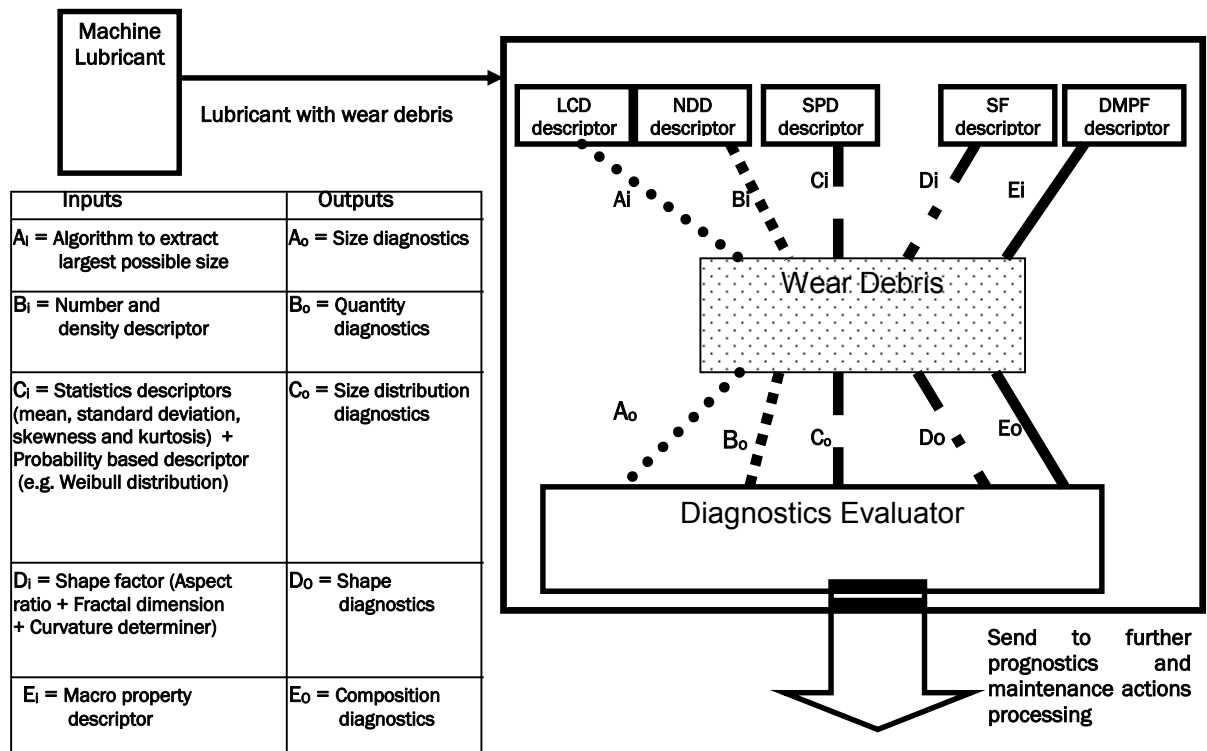 Machine
Lubricant
Lubricant with wear debris
LCD
descriptor
NDD
descriptor
SPD
descriptor
SF
descriptor
DMPF
descriptor
Ai
Bi
Ci
Di
Ei
Wear Debris
Ao
Bo
Co
Do
Eo
Diagnostics Evaluator
Send to further
prognostics and
maintenance actions
processing
Inputs
Outputs
Ai = Algorithm to extract
largest possible size
Ao = Size diagnostics
Bi = Number and
density descriptor
Bo = Quantity
diagnostics
Ci = Statistics descriptors
(mean, standard deviation,
skewness and kurtosis) +
Probability based descriptor
(e.g. Weibull distribution)
Co = Size distribution
diagnostics
Di = Shape factor (Aspect
ratio + Fractal dimension
+ Curvature determiner)
Do = Shape
diagnostics
Ei = Macro property
descriptor
Eo = Composition
diagnostics